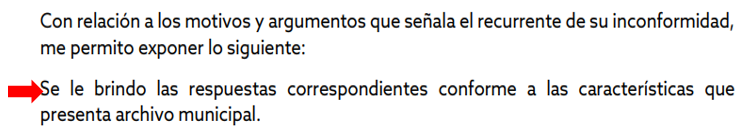 Con relación a los motivos y argumentos que señala el recurrente de su inconformidad,
me permito exponer lo siguiente:
Se le brindo las respuestas correspondientes conforme a las características que
presenta archivo municipal.